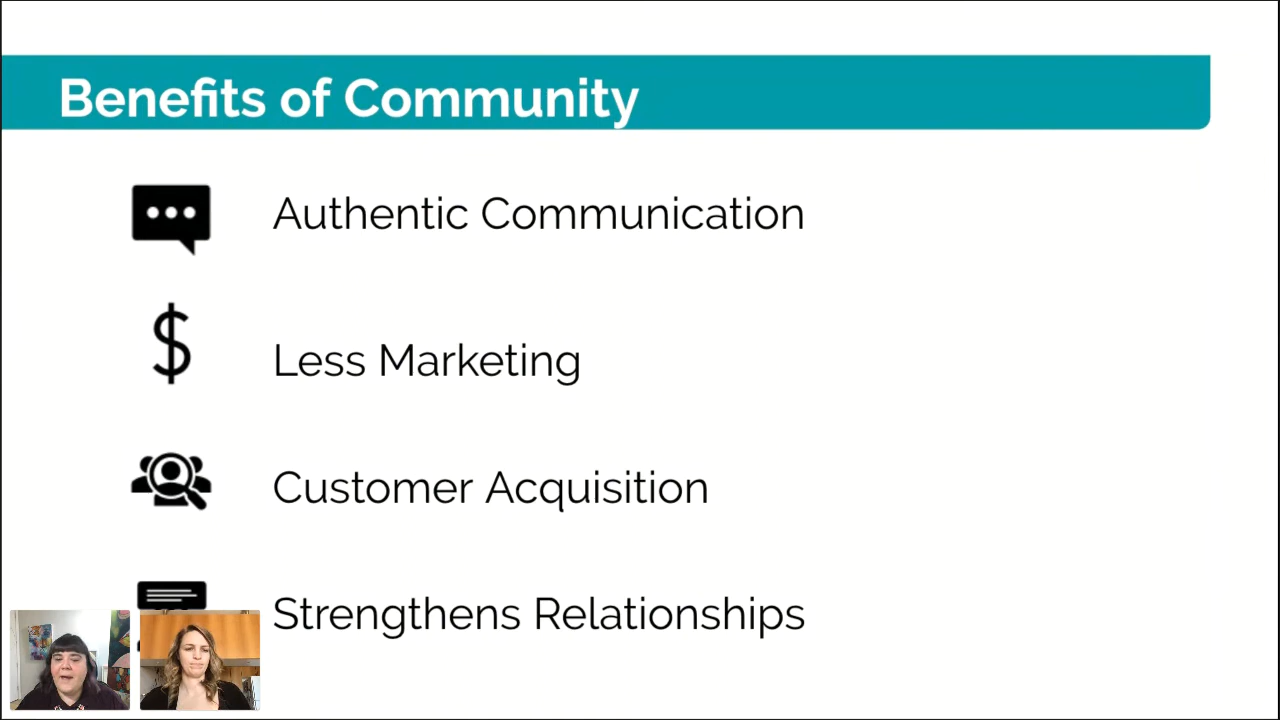 Benefits of Community
Authentic Communication
$
Less Marketing
Customer Acquisition
Strengthens Relationships